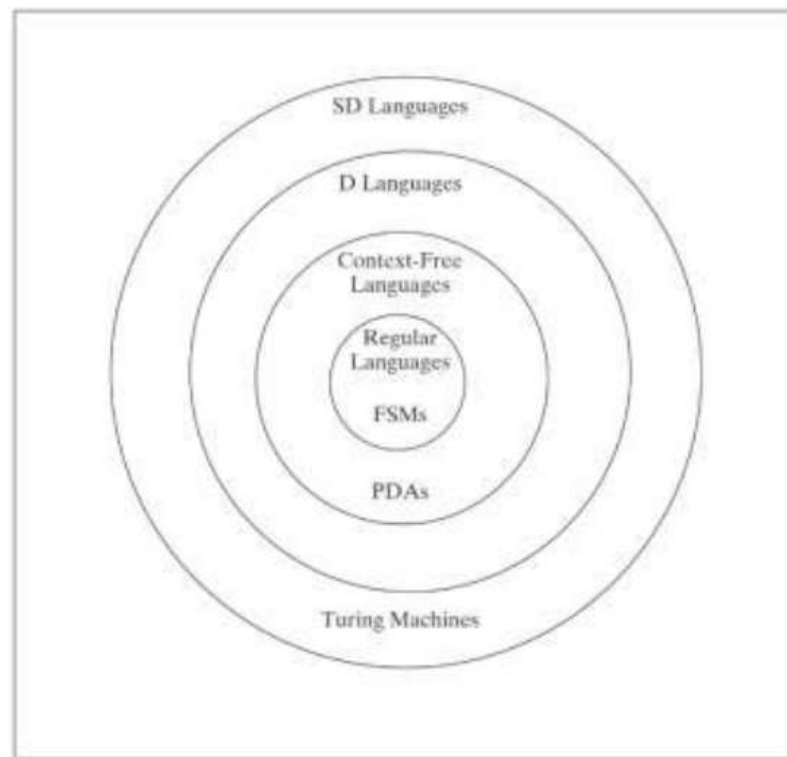 SD Languages
D Languages
Context-Free
Languages
Regular
Languages
FSMs
PDAs
Turing Machines